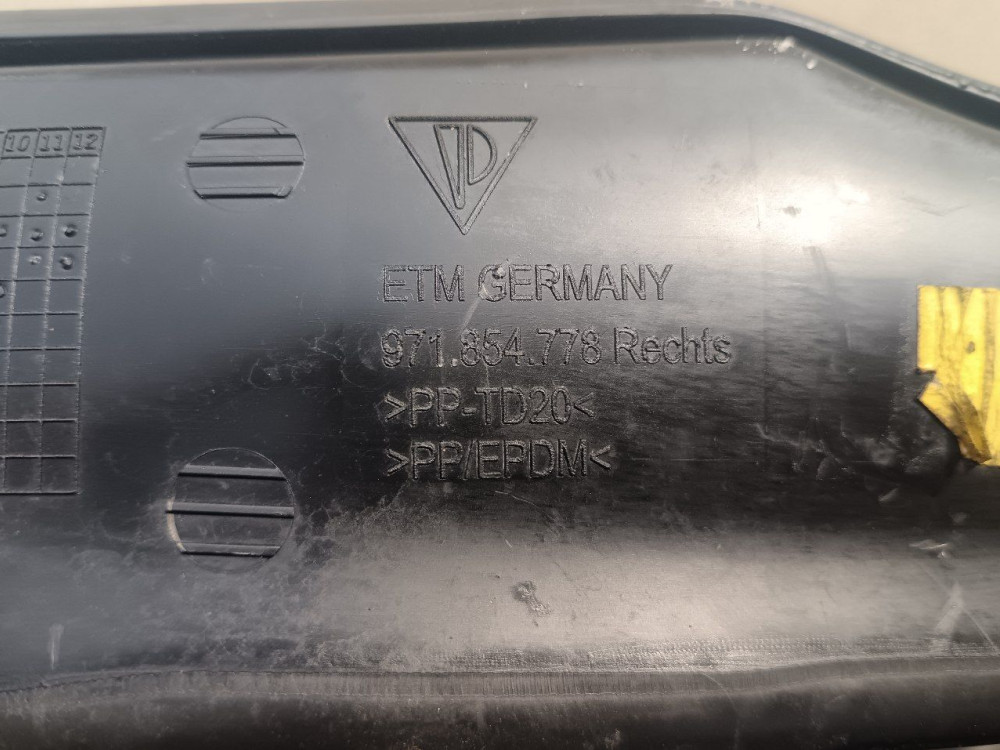 10 11 12
ETM GERMANY
971.854.778 Rechts
>PP-TD20<
>PP/EPDM<